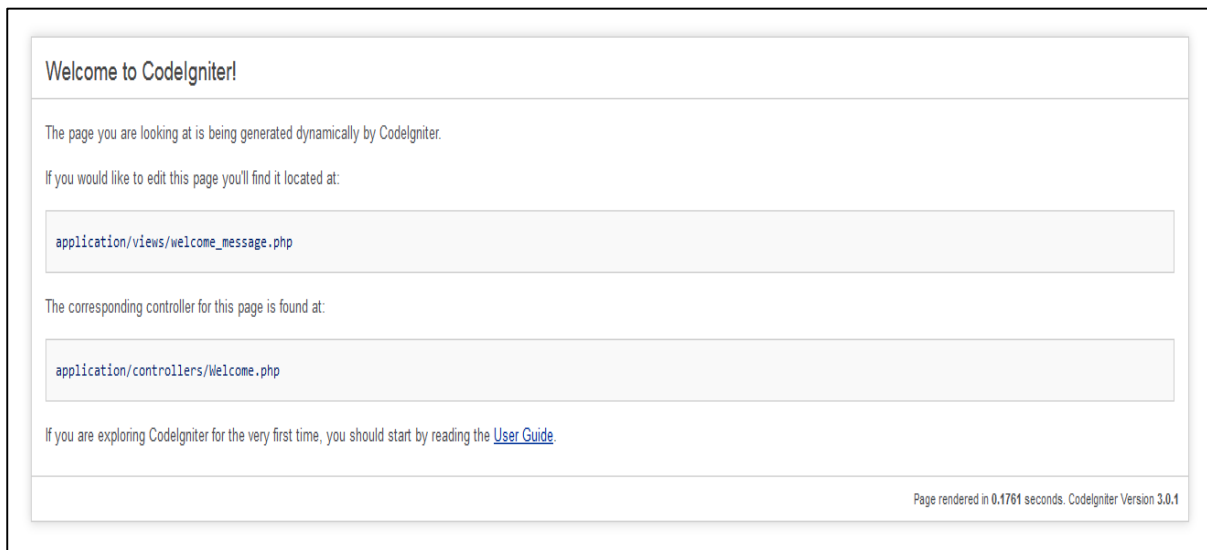 Welcome to CodeIgniter!
The page you are looking at is being generated dynamically by CodeIgniter.
If you would like to edit this page you'll find it located at:
application/views/welcome_message.php
The corresponding controller for this page is found at:
application/controllers/Welcome.php
If you are exploring CodeIgniter for the very first time, you should start by reading the User Guide.
Page rendered in 0.1761 seconds. CodeIgniter Version 3.0.1